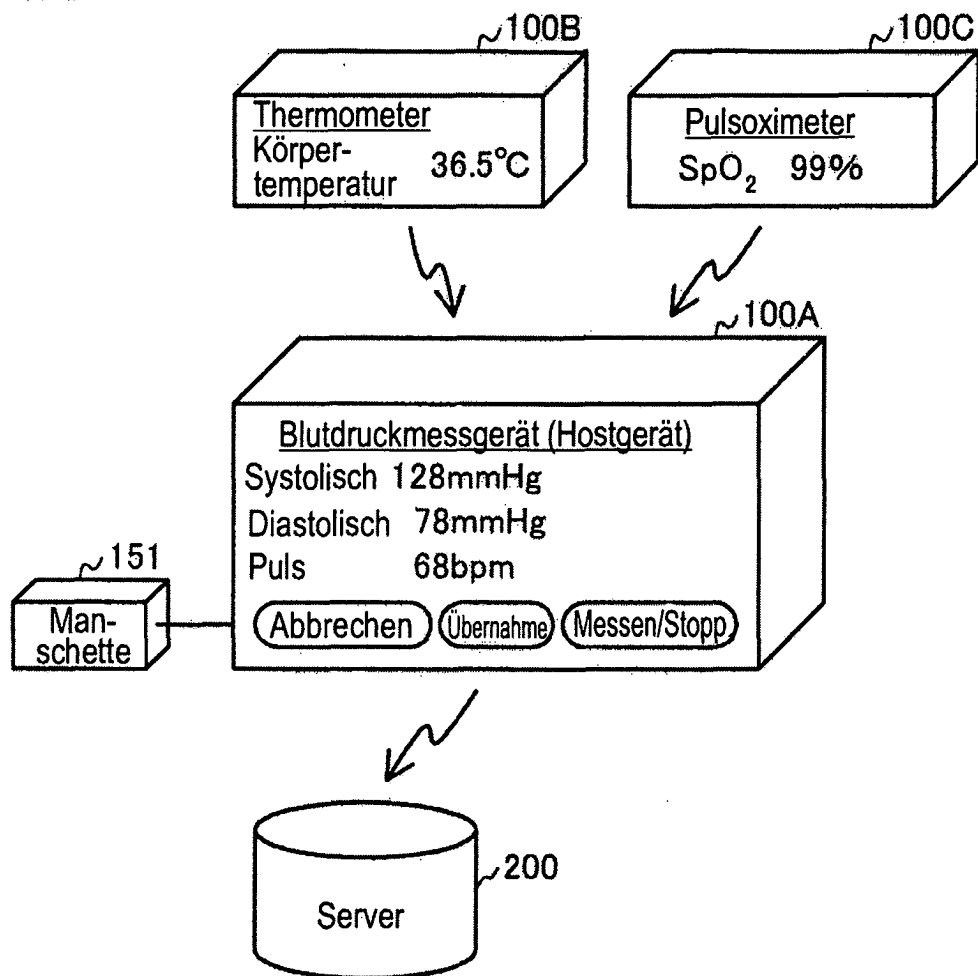 100B
100C
Thermometer
Körper-
temperatur
36.5°C
Pulsoximeter
SpO₂ 99%
100A
Blutdruckmessgerät (Hostgerät)
Systolisch 128mmHg
Diastolisch 78mmHg
Puls 68bpm
Abbrechen Übernahme Messen/Stopp
151
Man-
schette
200
Server